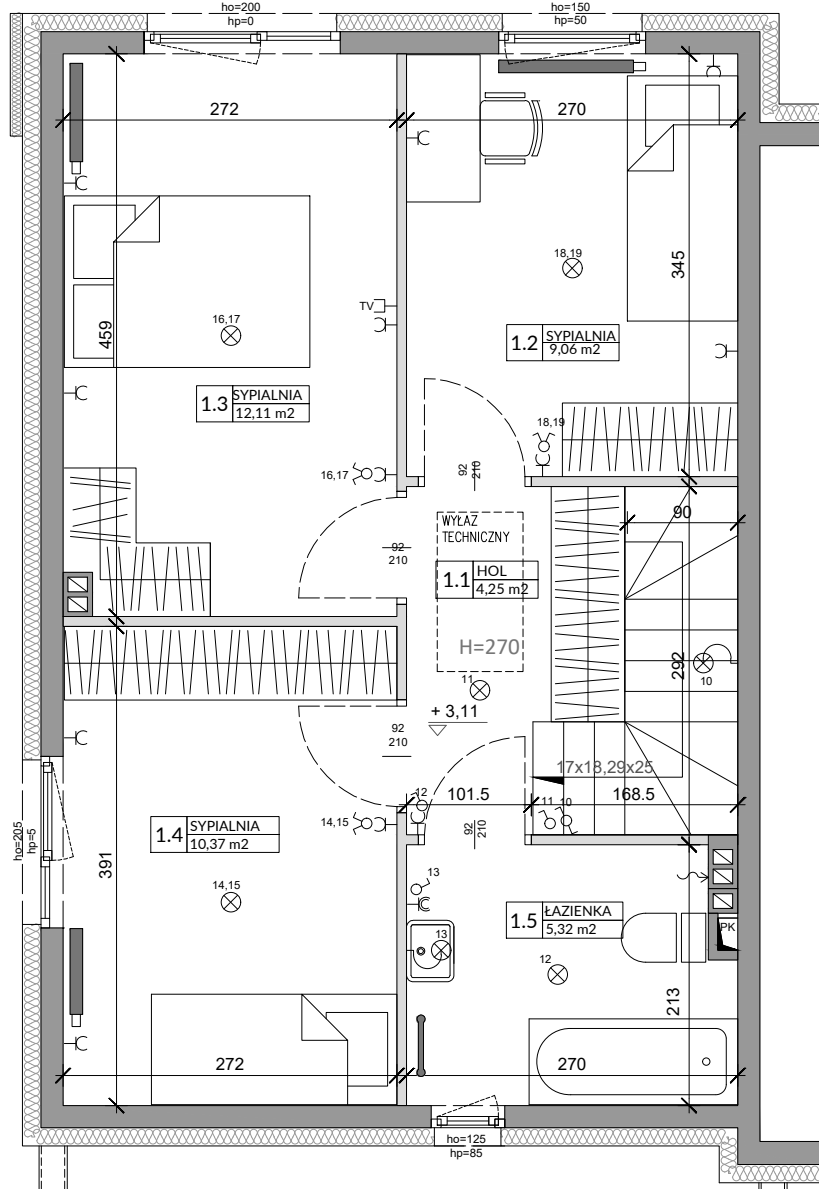 ho=200
hp=0
ho=150
hp=50
272
270
18,19
345
TV
16,17
459
1.2 SYPIALNIA
9,06 m2
1.3 SYPIALNIA
12,11 m2
18,19
16,17
92
210
90
WYŁAZ
TECHNICZNY
92
210
1.1 HOL
4,25 m2
H=270
292
10
11
+ 3,11
92
210
17x18,29x25
12
101.5
11
10
168.5
ho=205
hp=5
14,15
1.4 SYPIALNIA
10,37 m2
92
210
391
13
14,15
1.5 ŁAZIENKA
5,32 m2
PK
13
12
213
272
270
ho=125
hp=85